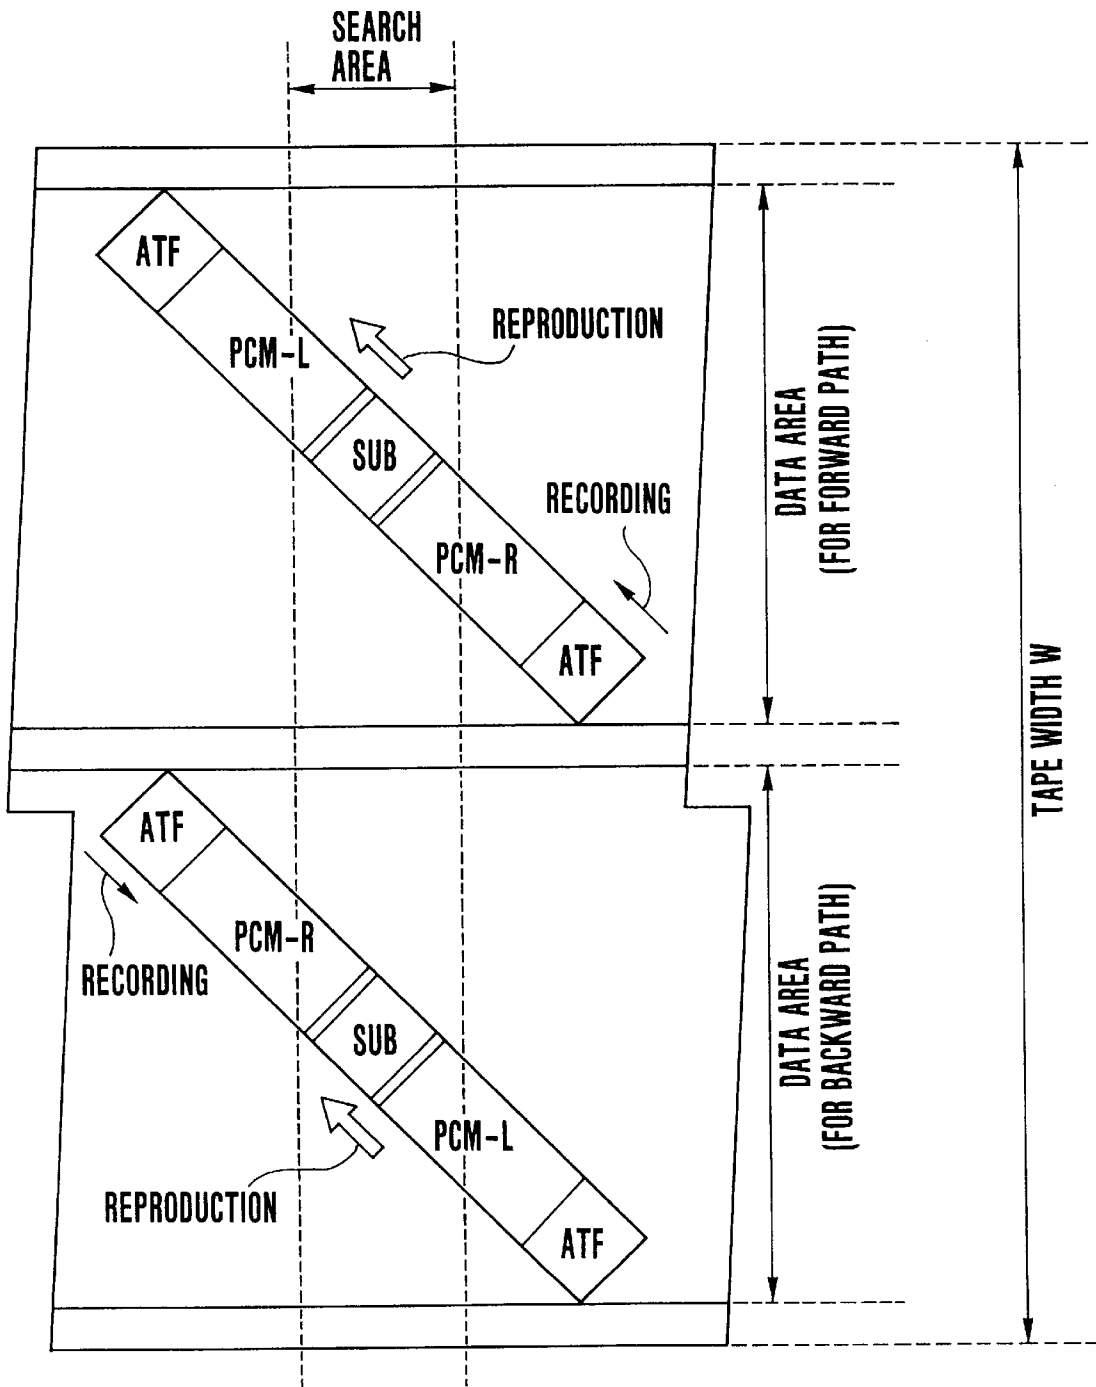 SEARCH
AREA
ATF
PCM-L
REPRODUCTION
SUB
RECORDING
PCM-R
ATF
DATA AREA
(FOR FORWARD PATH)
TAPE WIDTH W
ATF
RECORDING
PCM-R
SUB
PCM-L
REPRODUCTION
ATF
DATA AREA
(FOR BACKWARD PATH)